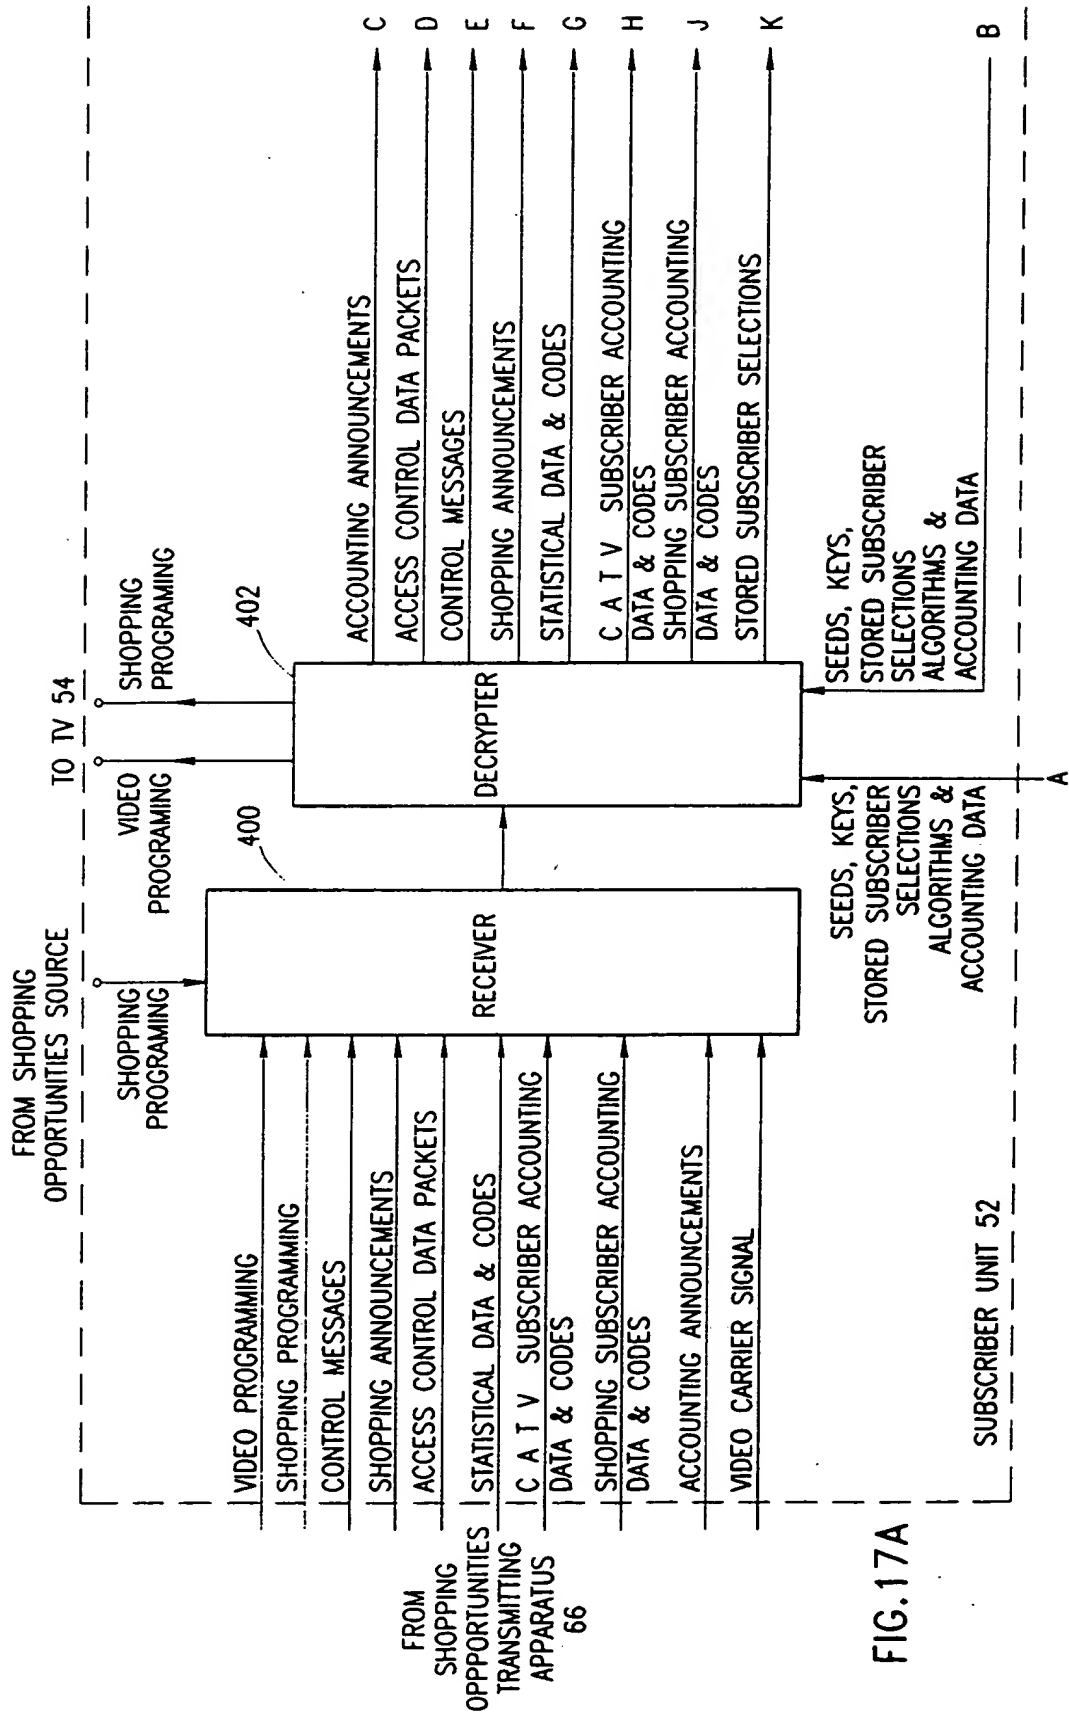 FROM SHOPPING
OPPORTUNITIES SOURCE
TO TV 54
SHOPPING
PROGRAMING
VIDEO
PROGRAMING
SHOPPING
PROGRAMING
400
402
VIDEO PROGRAMMING
SHOPPING PROGRAMMING
CONTROL MESSAGES
SHOPPING ANNOUNCEMENTS
ACCESS CONTROL DATA PACKETS
STATISTICAL DATA & CODES
C A T V SUBSCRIBER ACCOUNTING
DATA & CODES
SHOPPING SUBSCRIBER ACCOUNTING
DATA & CODES
ACCOUNTING ANNOUNCEMENTS
VIDEO CARRIER SIGNAL
FROM
SHOPPING
OPPPORTUNITIES
TRANSMITTING
APPARATUS
66
RECEIVER
DECRYPTER
ACCOUNTING ANNOUNCEMENTS
C
ACCESS CONTROL DATA PACKETS
D
CONTROL MESSAGES
E
SHOPPING ANNOUNCEMENTS
F
STATISTICAL DATA & CODES
G
C A T V SUBSCRIBER ACCOUNTING
DATA & CODES
H
SHOPPING SUBSCRIBER ACCOUNTING
DATA & CODES
J
STORED SUBSCRIBER SELECTIONS
K
SEEDS, KEYS,
STORED SUBSCRIBER
SELECTIONS
ALGORITHMS &
ACCOUNTING DATA
A
SEEDS, KEYS,
STORED SUBSCRIBER
SELECTIONS
ALGORITHMS &
ACCOUNTING DATA
B
SUBSCRIBER UNIT 52
FIG.17A